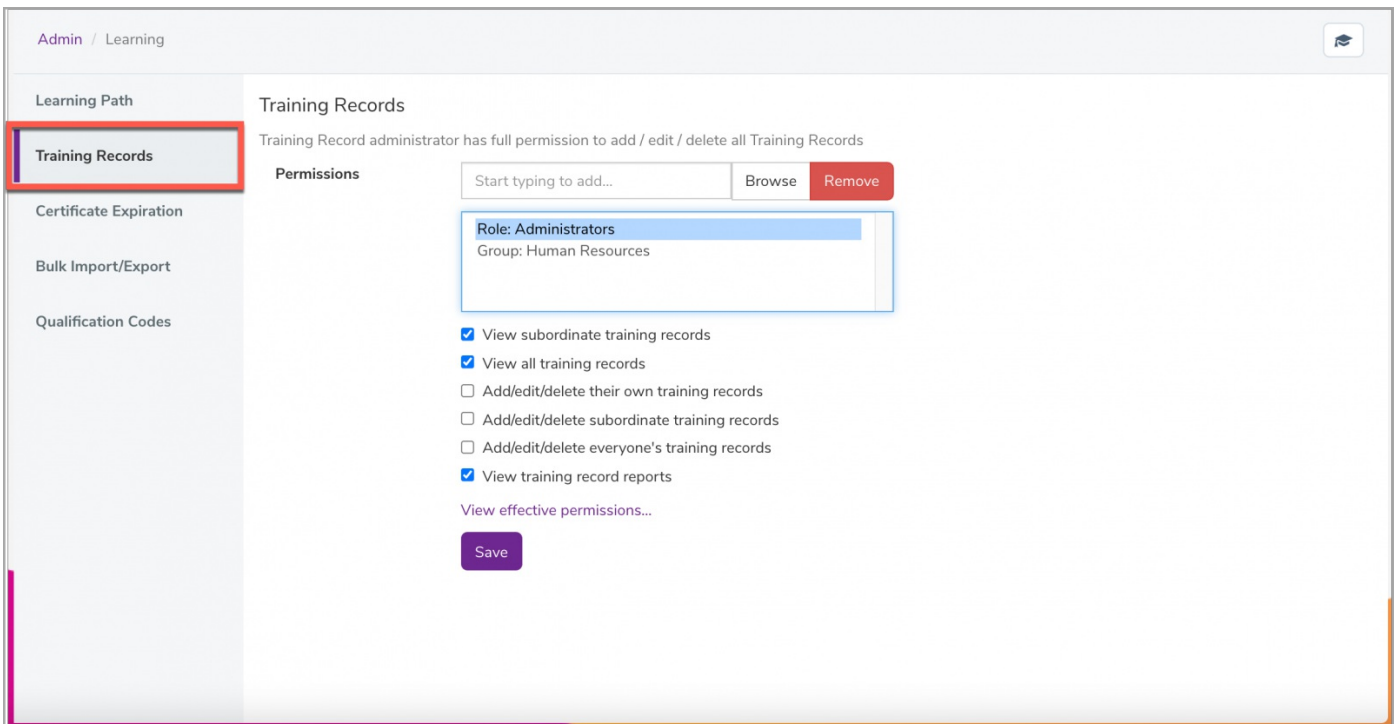 Admin / Learning
Learning Path
Training Records
Certificate Expiration
Bulk Import/Export
Qualification Codes
Training Records
Training Record administrator has full permission to add / edit / delete all Training Records
Permissions
Start typing to add... Browse Remove
Role: Administrators
Group: Human Resources
View subordinate training records
View all training records
Add/edit/delete their own training records
Add/edit/delete subordinate training records
Add/edit/delete everyone's training records
View training record reports
View effective permissions...
Save